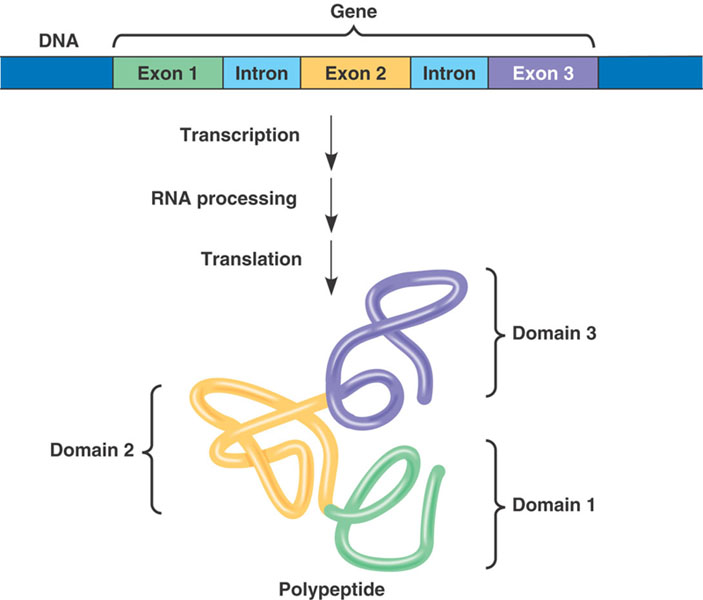 Gene
DNA
Exon 1 Intron Exon 2 Intron Exon 3
Transcription
RNA processing
Translation
Domain 3
Domain 2
Domain 1
Polypeptide